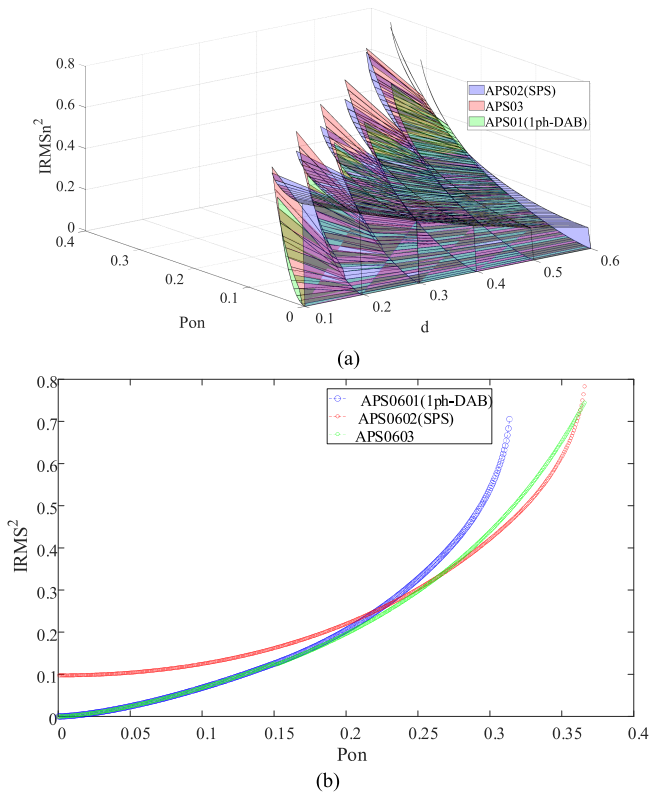 0.8
0.6
0.4
0.2
0
IRMSn²
0.4
0.3
0.2
0.1
0
Pon
0.1
0.2
0.3
0.4
0.5
0.6
d
APS02(SPS)
APS03
APS01(1ph-DAB)
(a)
0.8
0.7
0.6
0.5
0.4
0.3
0.2
0.1
0
IRMS²
APS0601(1ph-DAB)
APS0602(SPS)
APS0603
0 0.05 0.1 0.15 0.2 0.25 0.3 0.35 0.4
Pon
(b)